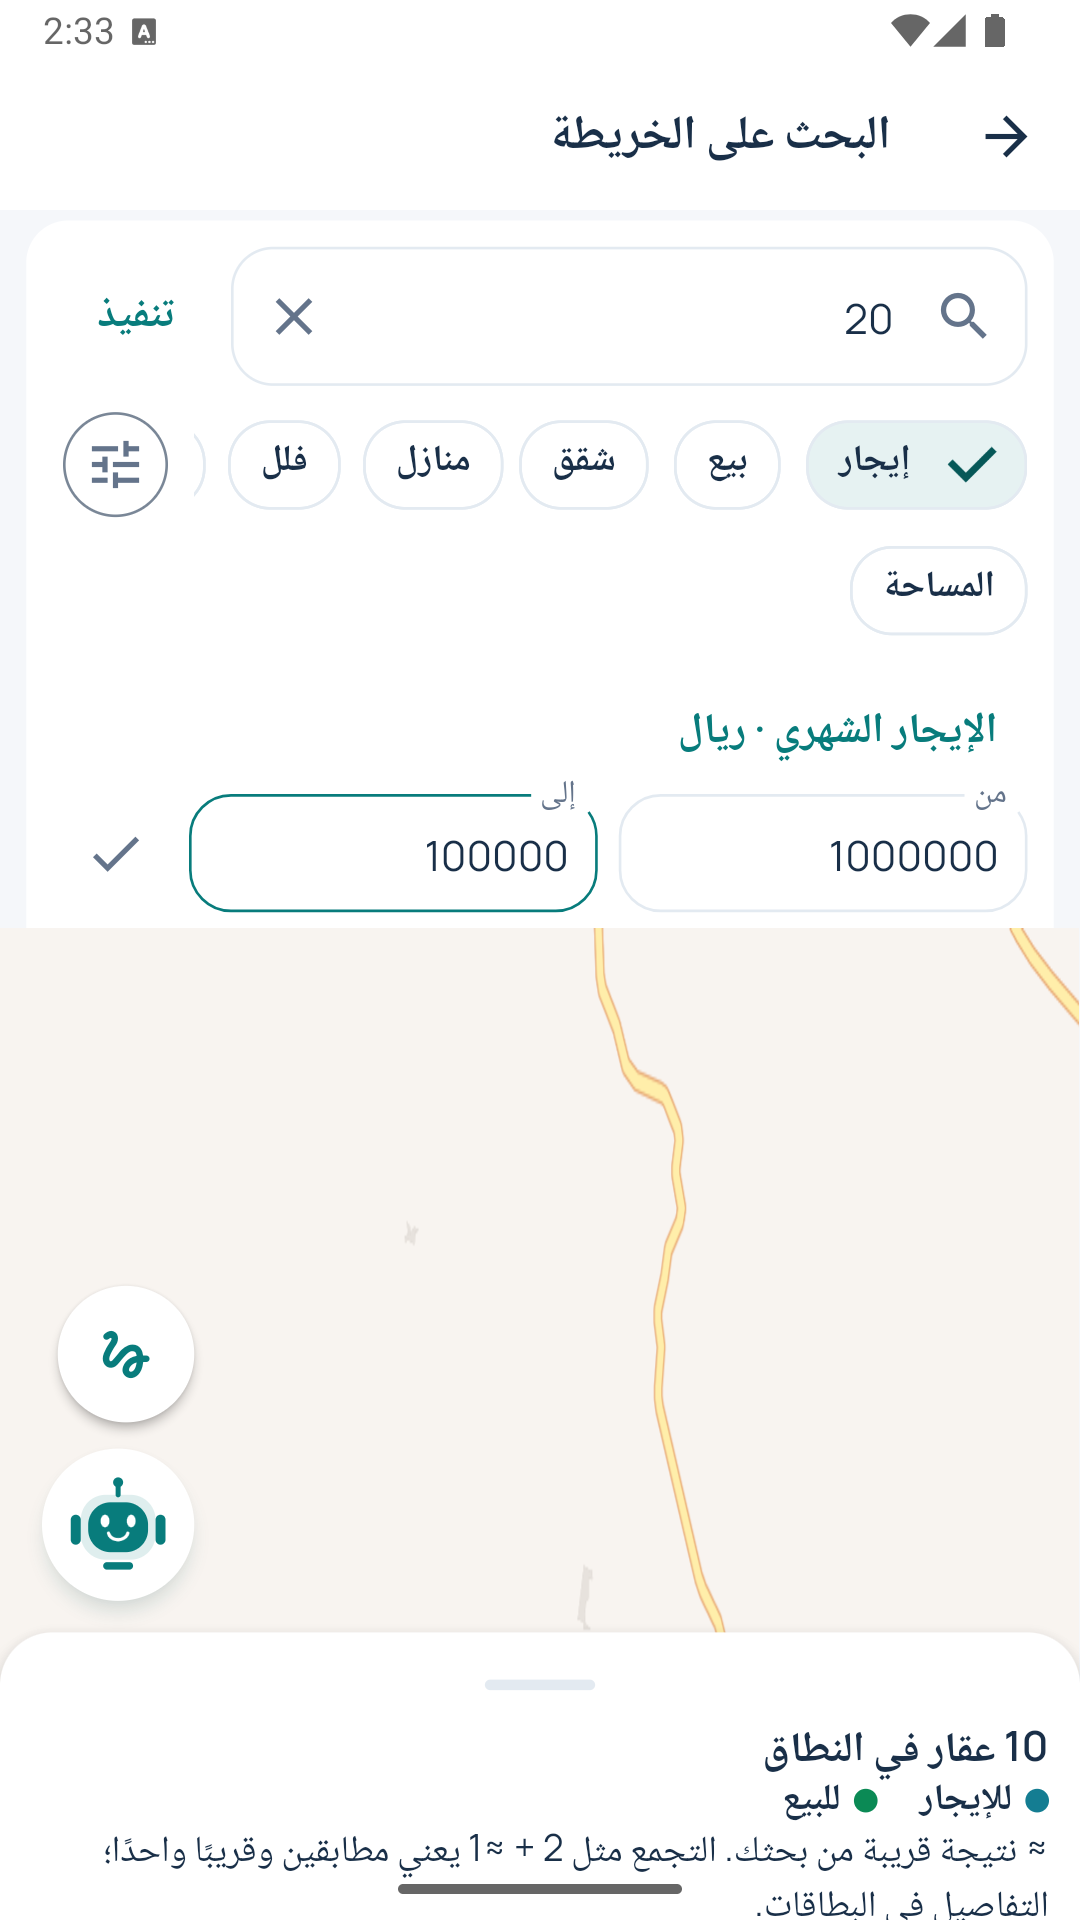 2:33 A
البحث على الخريطة
20
تنفيذ
إيجار
بيع
شقق
منازل
فلل
المساحة
الإيجار الشهري · ريال
من
إلى
1000000
100000
10 عقار في النطاق
للإيجار
للبيع
≈ نتيجة قريبة من بحثك. التجمع مثل 2 + ≈1 يعني مطابقين وقريبًا واحدًا؛
التفاصيل في البطاقات.